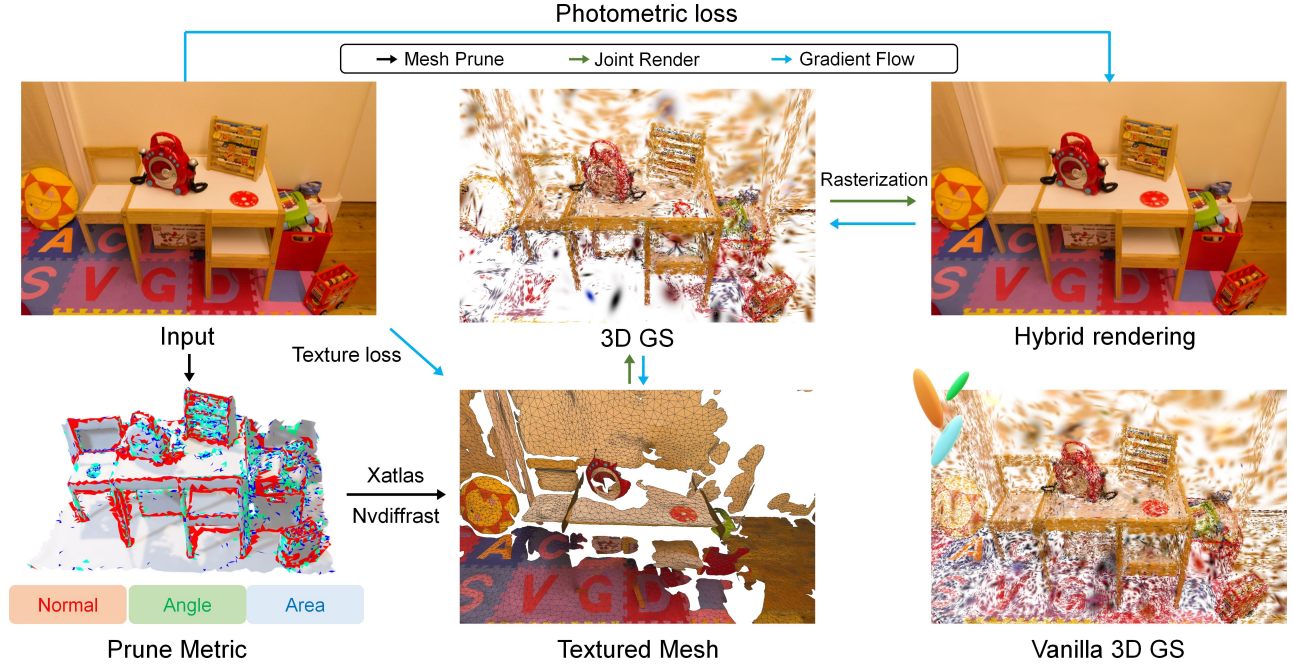 Photometric loss
Mesh Prune
Joint Render
Gradient Flow
A C
S V G D
Input
Rasterization
3D GS
A C
S V G D
Hybrid rendering
Texture loss
Xatlas
Nvdiffrast
A C
S V G D
A
Normal
Angle
Area
Prune Metric
Textured Mesh
Vanilla 3D GS